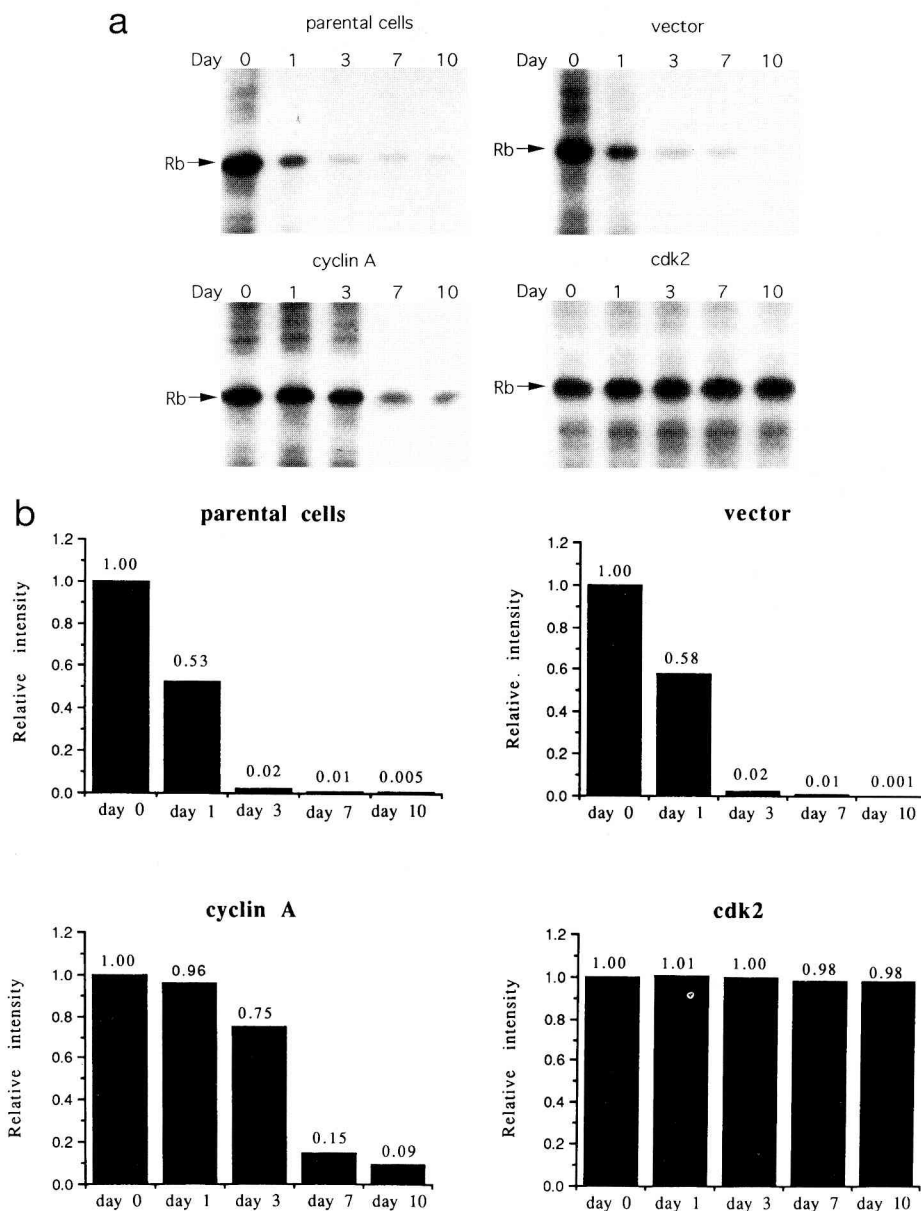 a
parental cells
Day 0 1 3 7 10
Rb
vector
Day 0 1 3 7 10
Rb
cyclin A
Day 0 1 3 7 10
Rb
cdk2
Day 0 1 3 7 10
Rb
b
parental cells
Relative intensity
1.2
1.0
0.8
0.6
0.4
0.2
0.0
1.00
0.53
0.02
0.01
0.005
day 0 day 1 day 3 day 7 day 10
vector
Relative. intensity
1.2
1.0
0.8
0.6
0.4
0.2
0.0
1.00
0.58
0.02
0.01
0.001
day 0 day 1 day 3 day 7 day 10
cyclin A
Relative intensity
1.2
1.0
0.8
0.6
0.4
0.2
0.0
1.00
0.96
0.75
0.15
0.09
day 0 day 1 day 3 day 7 day 10
cdk2
Relative intensity
1.2
1.0
0.8
0.6
0.4
0.2
0.0
1.00
1.01
1.00
0.98
0.98
day 0 day 1 day 3 day 7 day 10